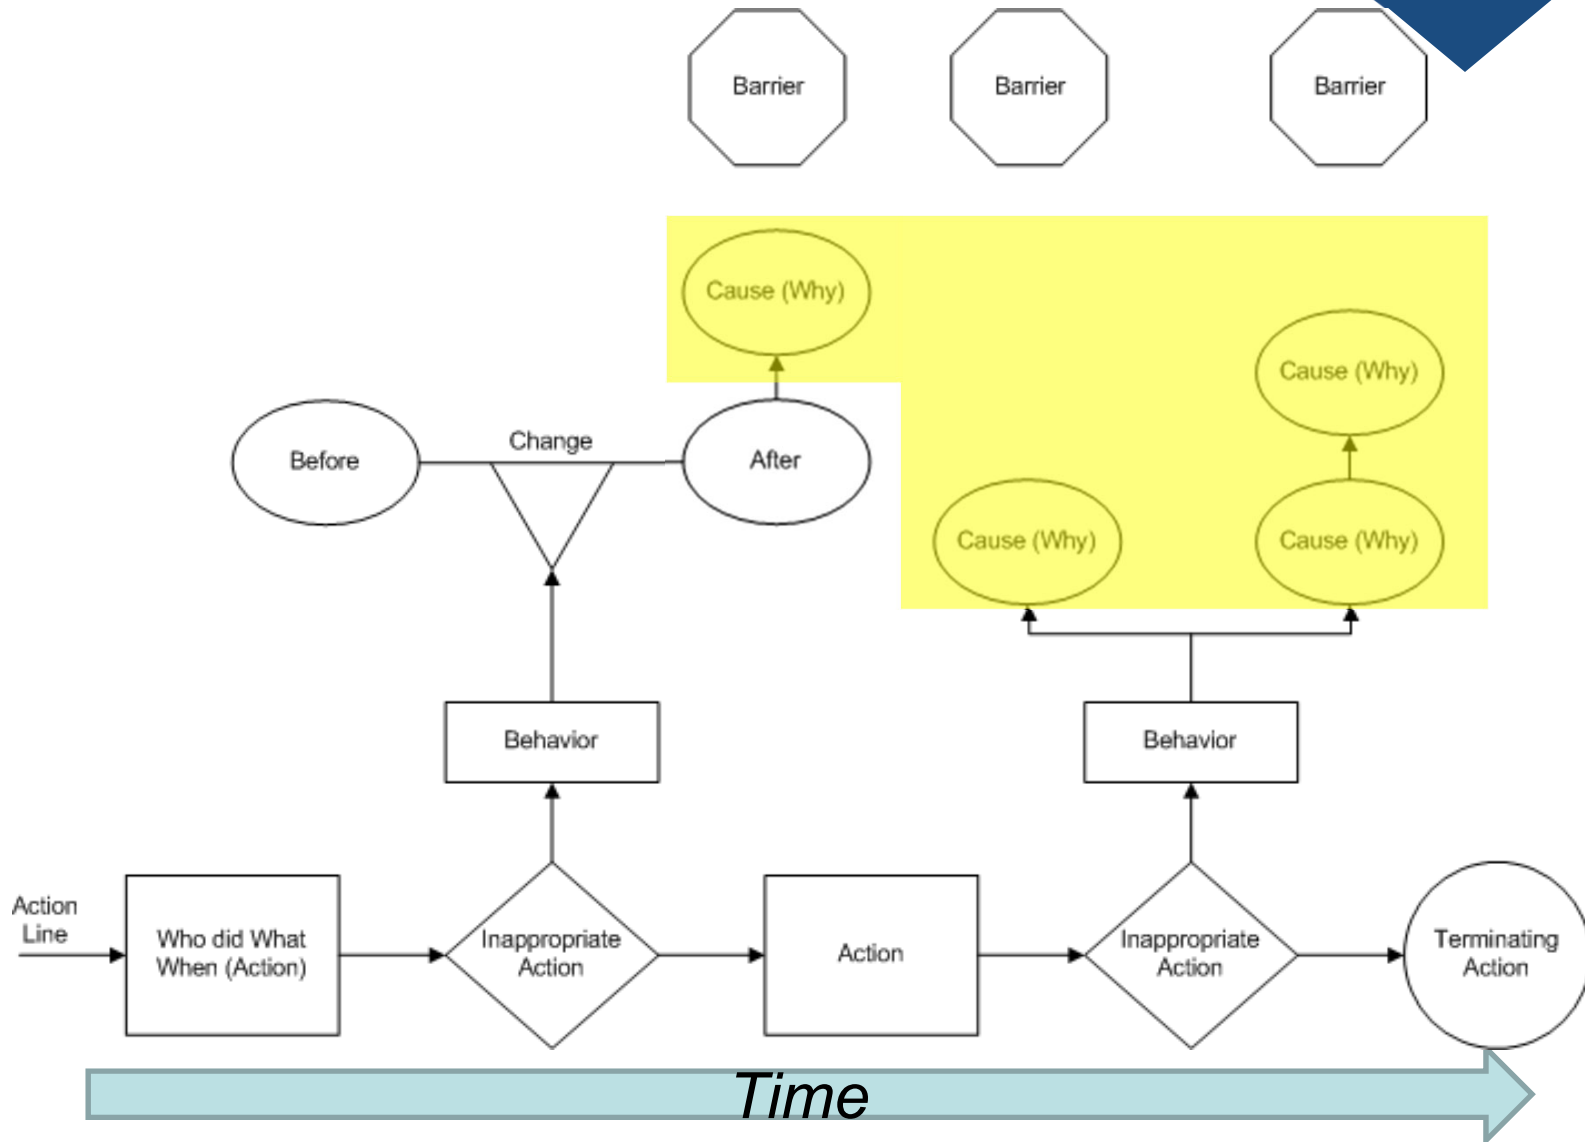 Barrier
Barrier
Barrier
Cause (Why)
Cause (Why)
Before
Change
After
Cause (Why)
Cause (Why)
Behavior
Behavior
Action
Line
Who did What
When (Action)
Inappropriate
Action
Action
Inappropriate
Action
Terminating
Action
Time